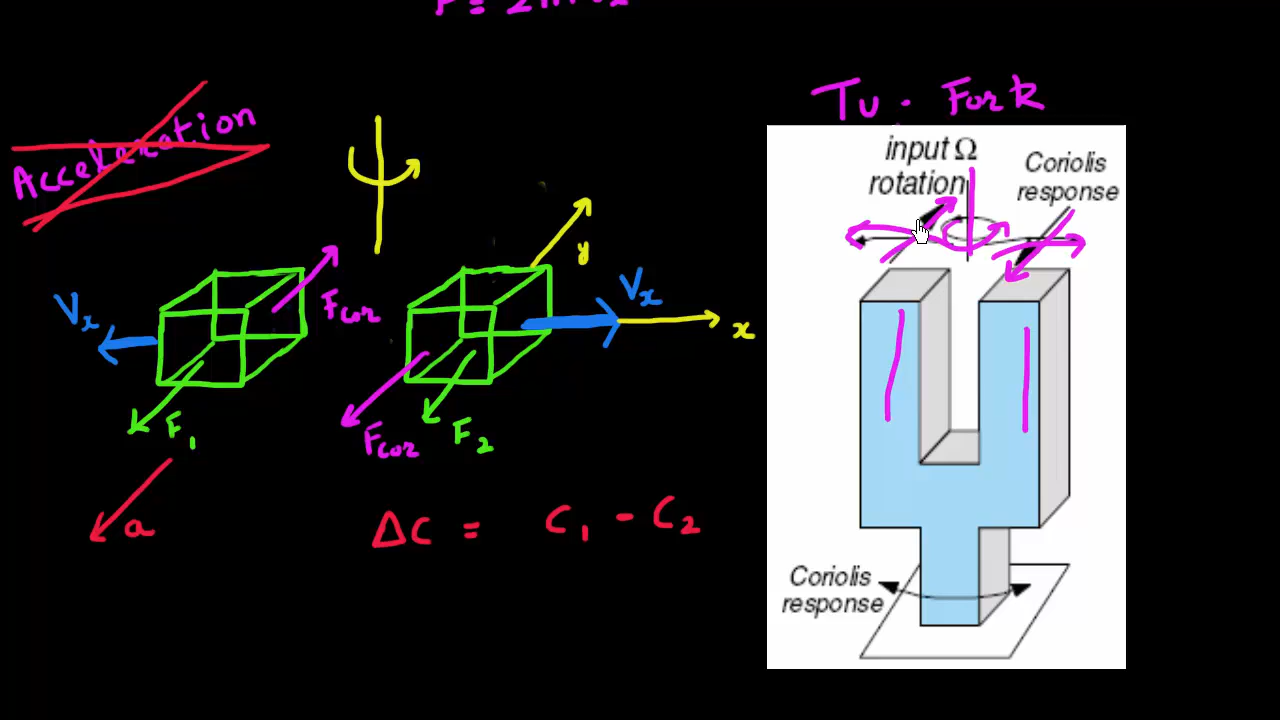 Acceleration
Vx
Fcor
F1
a
y
Vx
x
Fcor
F2
ΔC = C1 - C2
Tu. Fork
input Ω
rotation
Coriolis
response
Coriolis
response